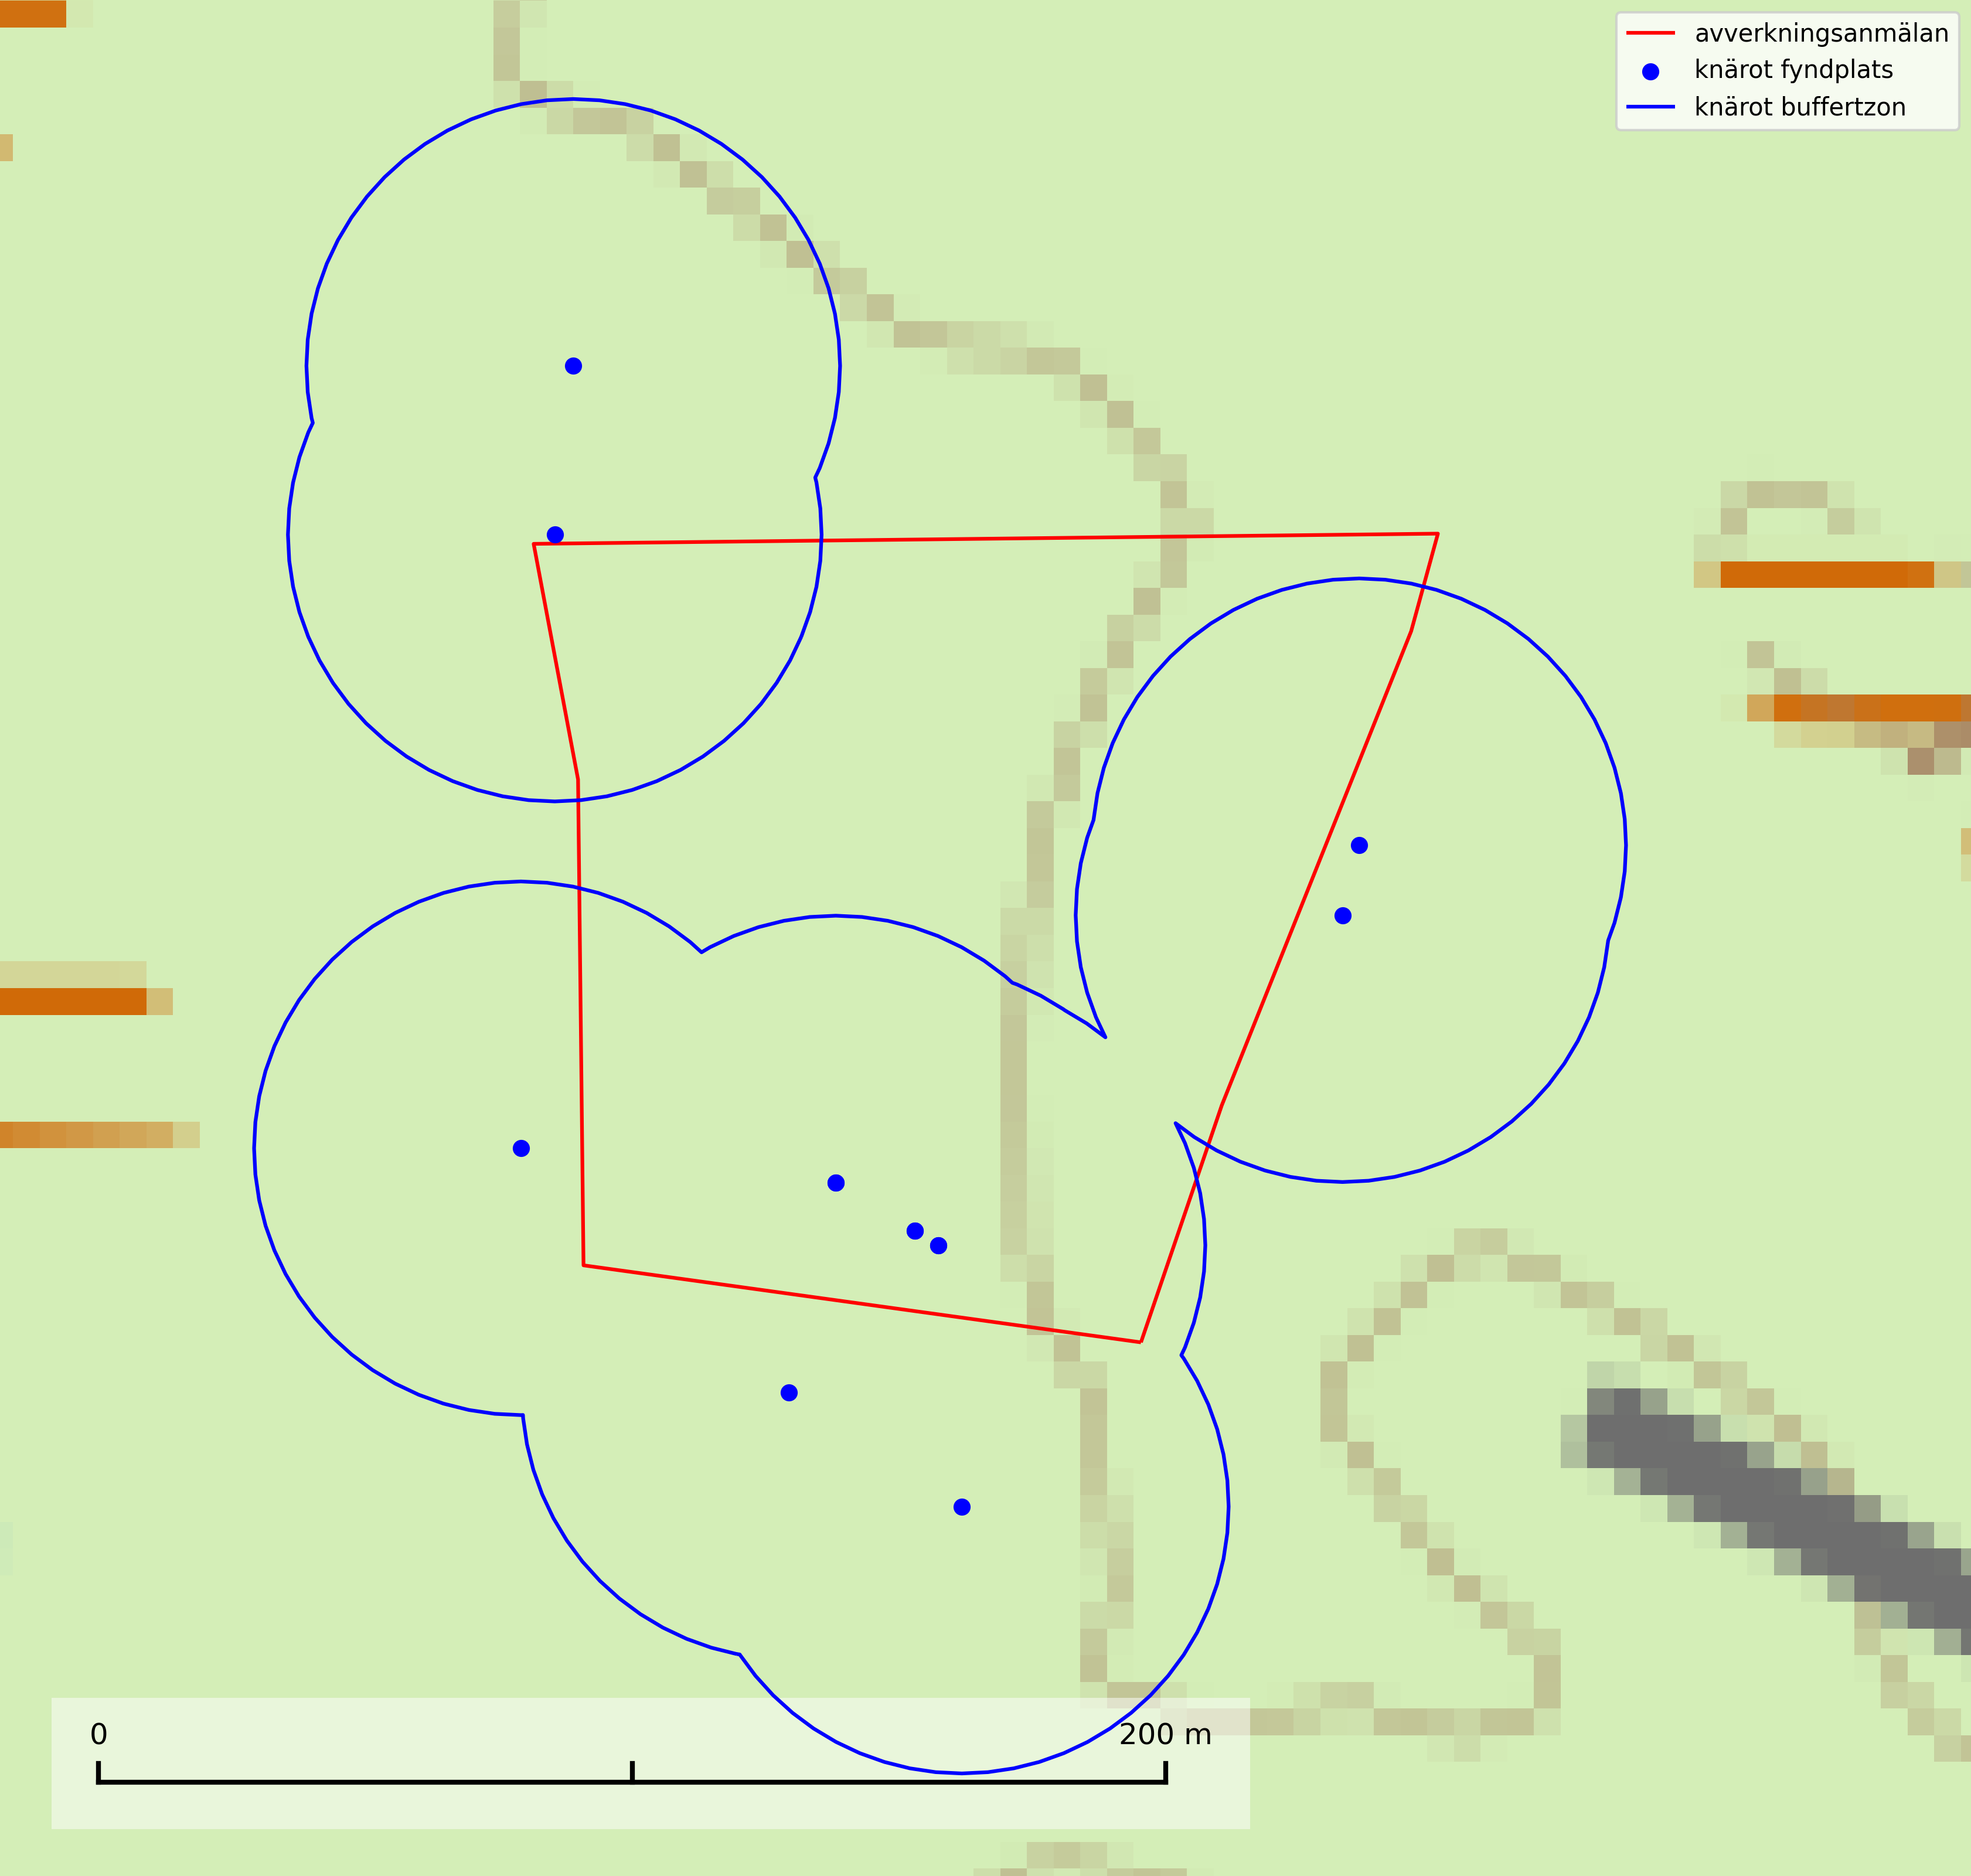 avverkningsanmälan
knärot fyndplats
knärot buffertzon
0
200 m